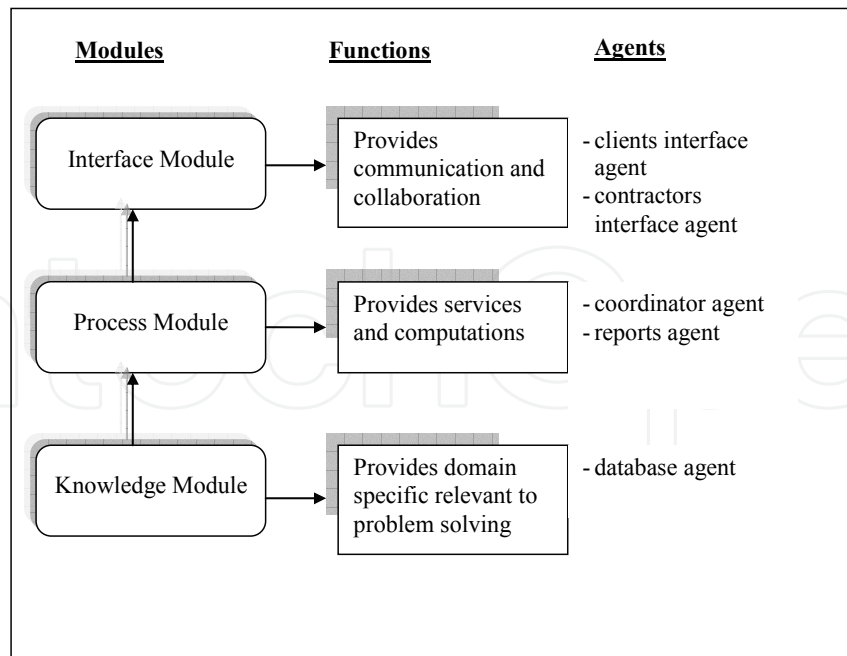 Modules Functions Agents
Interface Module
Provides
communication and
collaboration
- clients interface
agent
- contractors
interface agent
Process Module
Provides services
and computations
- coordinator agent
- reports agent
Knowledge Module
Provides domain
specific relevant to
problem solving
- database agent